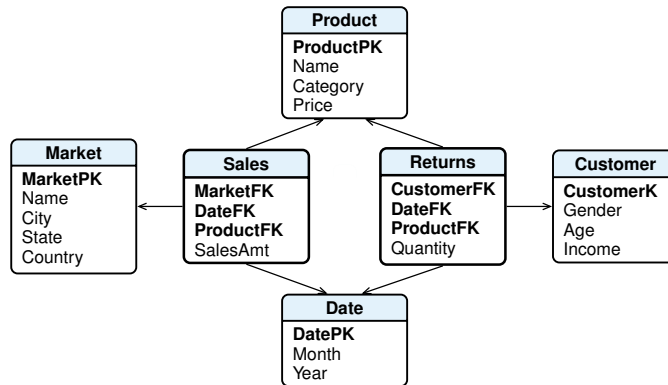 Product
ProductPK
Name
Category
Price
Market
MarketPK
Name
City
State
Country
Sales
MarketFK
DateFK
ProductFK
SalesAmt
Returns
CustomerFK
DateFK
ProductFK
Quantity
Customer
CustomerK
Gender
Age
Income
Date
DatePK
Month
Year